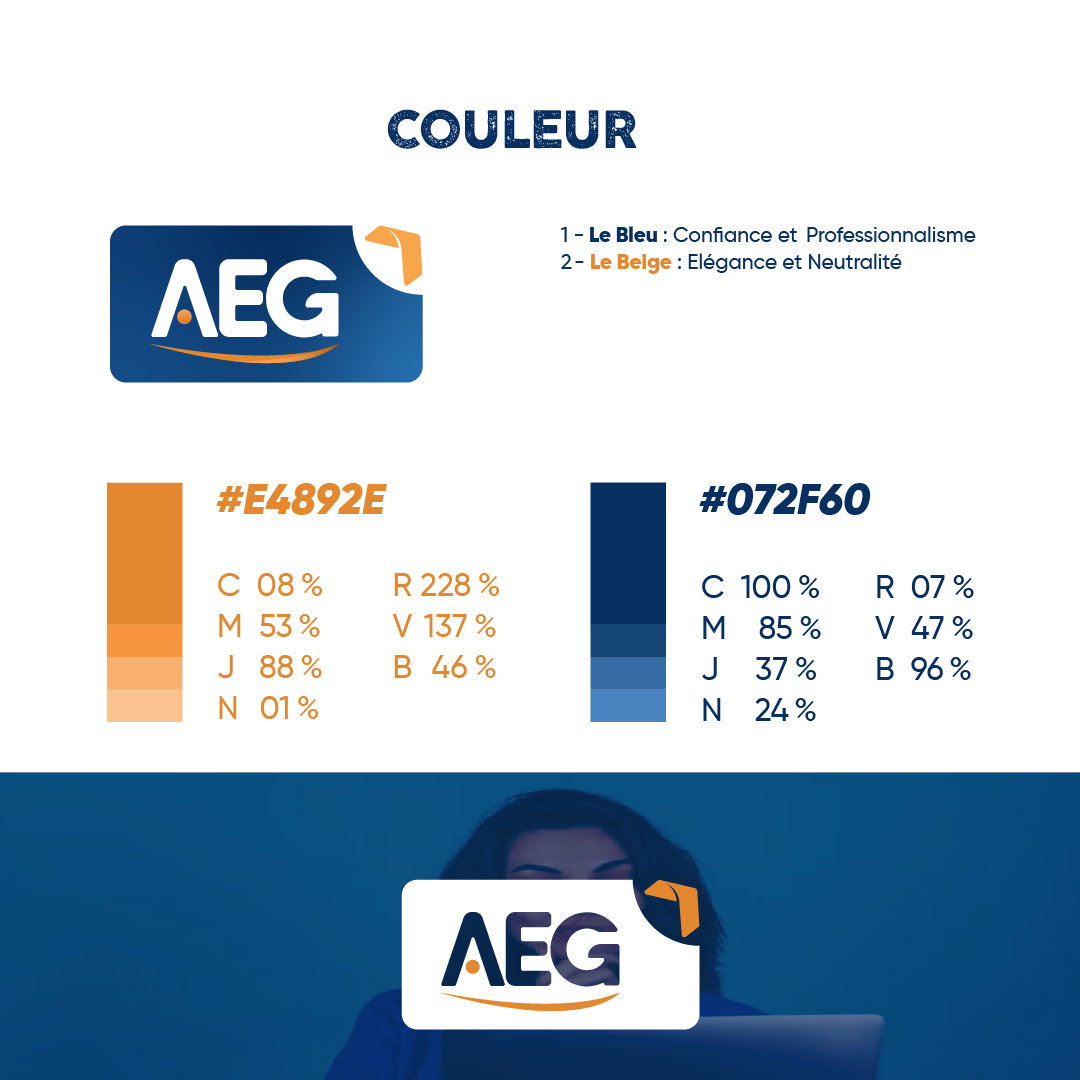 COULEUR
AEG
1 - Le Bleu : Confiance et Professionnalisme
2 - Le Beige : Elégance et Neutralité
#E4892E
C 08 % R 228 %
M 53 % V 137 %
J 88 % B 46 %
N 01 %
#072F60
C 100 % R 07 %
M 85 % V 47 %
J 37 % B 96 %
N 24 %
AEG